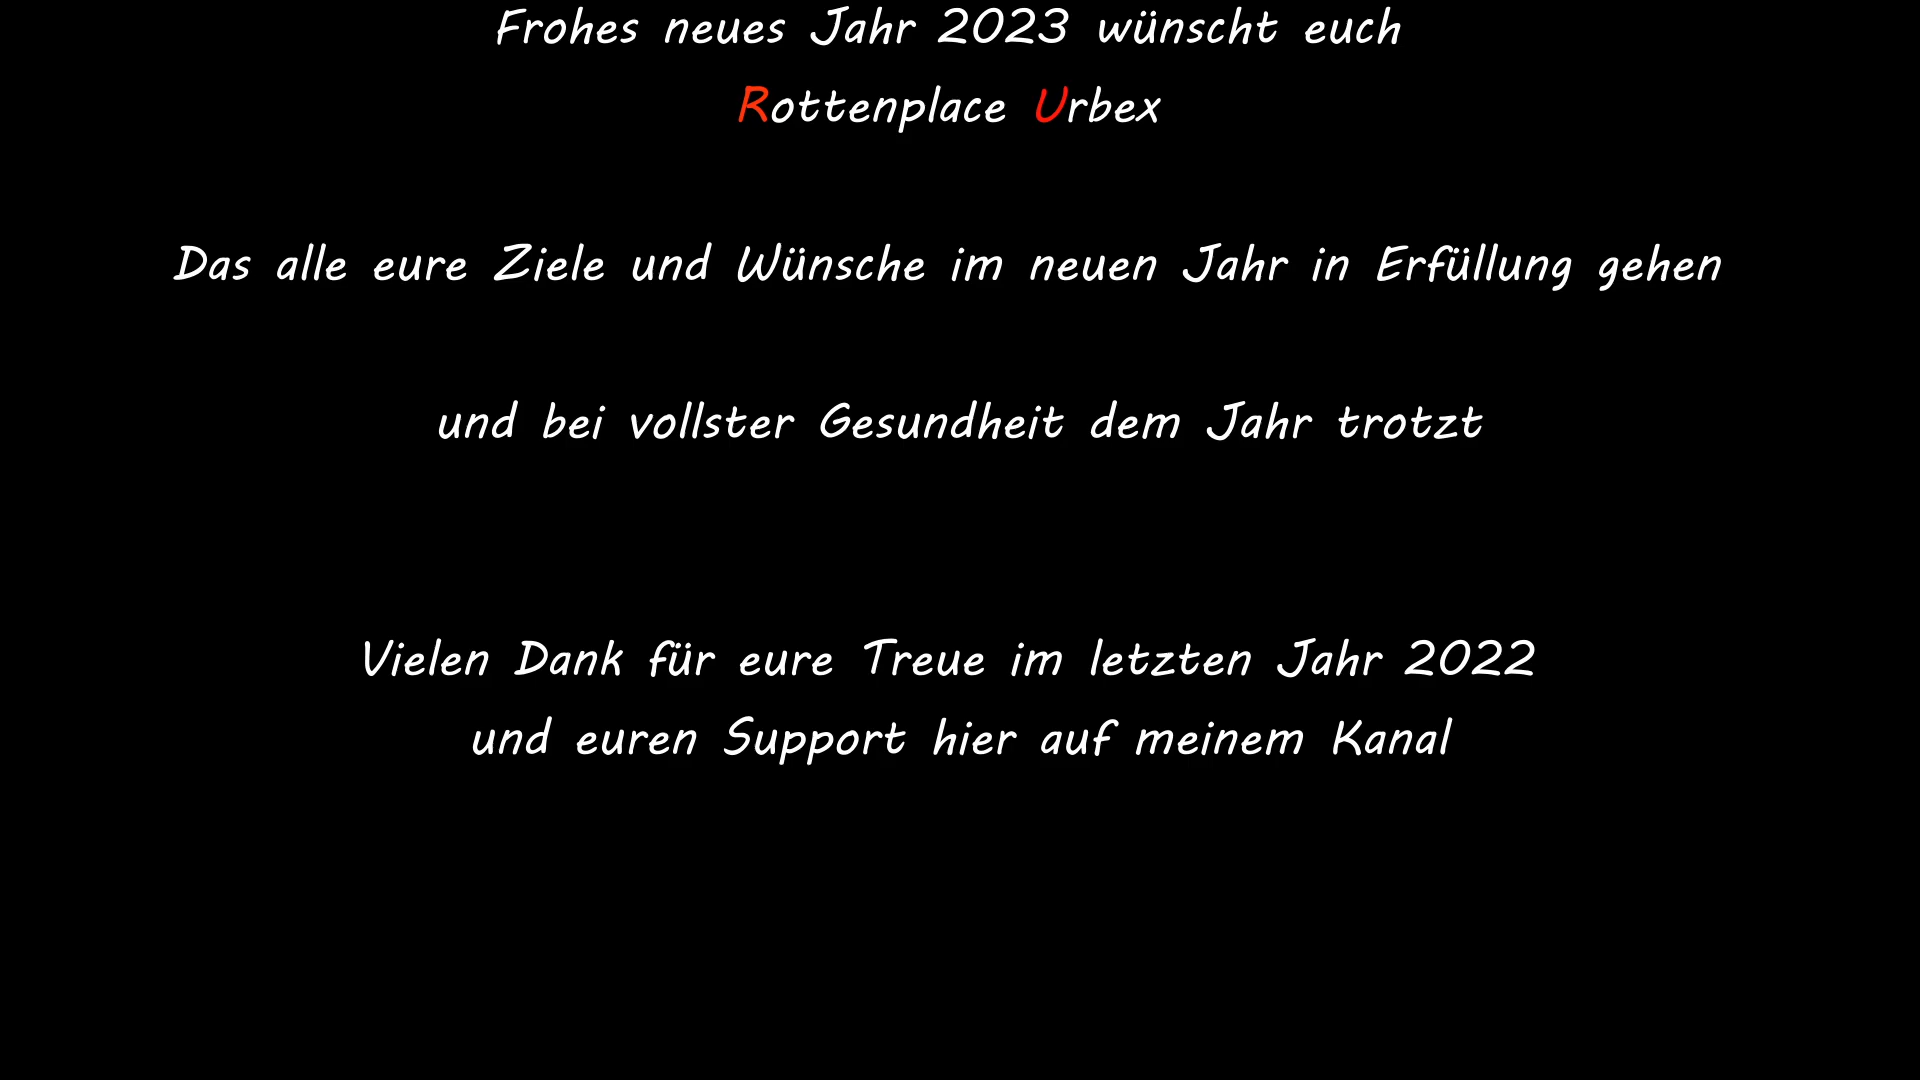 Frohes neues Jahr 2023 wünscht euch
Rottenplace Urbex
Das alle eure Ziele und Wünsche im neuen Jahr in Erfüllung gehen
und bei vollster Gesundheit dem Jahr trotzt
Vielen Dank für eure Treue im letzten Jahr 2022
und euren Support hier auf meinem Kanal